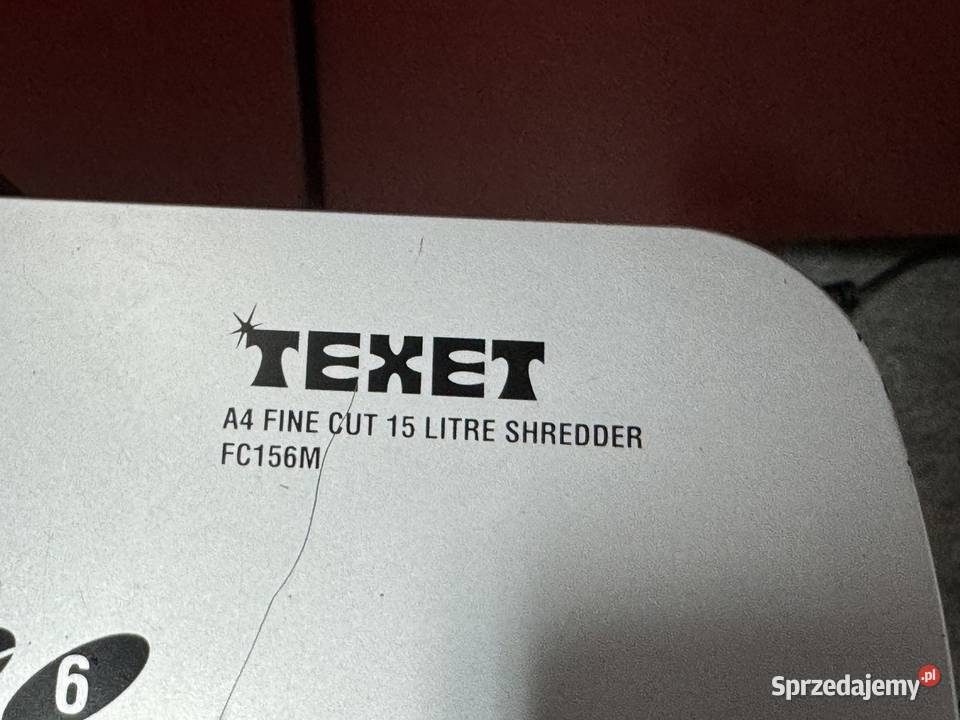 TEXET
A4 FINE CUT 15 LITRE SHREDDER
FC156M
6
Sprzedajemy.pl